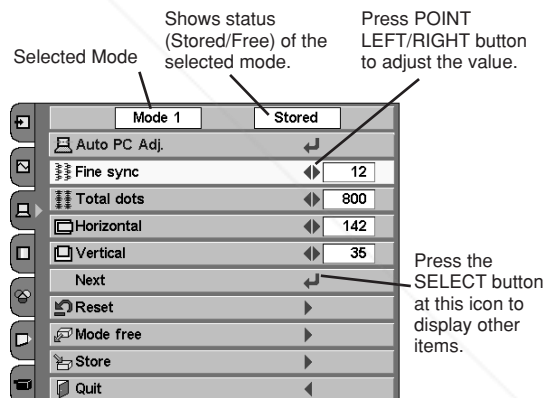 Shows status
(Stored/Free) of the
selected mode.
Press POINT
LEFT/RIGHT button
to adjust the value.
Selected Mode
Mode 1 Stored
Auto PC Adj.
Fine sync 12
Total dots 800
Horizontal 142
Vertical 35
Next
Reset
Mode free
Store
Quit
Press the
SELECT button
at this icon to
display other
items.